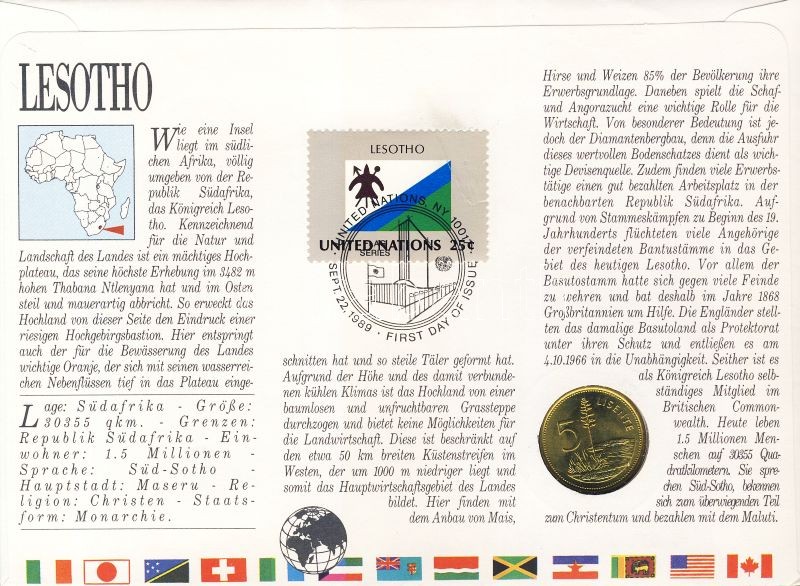 LESOTHO
Wie eine Insel
liegt im südli-
chen Afrika, völlig
umgeben von der Re-
publik Südafrika,
das Königreich Leso-
tho. Kennzeichnend
für die Natur und
Landschaft des Landes ist ein mächtiges Hoch-
plateau, das seine höchste Erhebung im 3482 m
hohen Thabana Ntlenyana hat und im Osten
steil und mauerartig abbricht. So erweckt das
Hochland von dieser Seite den Eindruck einer
riesigen Hochgebirgsbastion. Hier entspringt
auch der für die Bewässerung des Landes
wichtige Oranje, der sich mit seinen wasserrei-
chen Nebenflüssen tief in das Plateau einge-
Lage: Südafrika - Größe:
30355 qkm. - Grenzen:
Republik Südafrika - Ein-
wohner: 1.5 Millionen -
Sprache: Süd-Sotho -
Hauptstadt: Maseru - Re-
ligion: Christen - Staats-
form: Monarchie.
LESOTHO
UNITED NATIONS 25¢
UNITED NATIONS, NY 10017
SERIES
SEPT. 22, 1989 · FIRST DAY OF ISSUE
schnitten hat und so steile Täler geformt hat.
Aufgrund der Höhe und des damit verbunde-
nen kühlen Klimas ist das Hochland von einer
baumlosen und unfruchtbaren Grassteppe
durchzogen und bietet keine Möglichkeiten für
die Landwirtschaft. Diese ist beschränkt auf
den etwa 50 km breiten Küstenstreifen im
Westen, der um 1000 m niedriger liegt und
somit das Hauptwirtschaftsgebiet des Landes
bildet. Hier finden mit
dem Anbau von Mais,
Hirse und Weizen 85% der Bevölkerung ihre
Erwerbsgrundlage. Daneben spielt die Schaf-
und Angorazucht eine wichtige Rolle für die
Wirtschaft. Von besonderer Bedeutung ist je-
doch der Diamantenbergbau, denn die Ausfuhr
dieses wertvollen Bodenschatzes dient als wich-
tige Devisenquelle. Zudem finden viele Erwerbs-
tätige einen gut bezahlten Arbeitsplatz in der
benachbarten Republik Südafrika. Auf-
grund von Stammeskämpfen zu Beginn des 19.
Jahrhunderts flüchteten viele Angehörige
der verfeindeten Bantustämme in das Ge-
biet des heutigen Lesotho. Vor allem der
Basutostamm hatte sich gegen viele Feinde
zu wehren und bat deshalb im Jahre 1868
Großbritannien um Hilfe. Die Engländer stell-
ten das damalige Basutoland als Protektorat
unter ihren Schutz und entließen es am
4.10.1966 in die Unabhängigkeit. Seither ist es
als Königreich Lesotho selb-
ständiges Mitglied im
Britischen Common-
wealth. Heute leben
1.5 Millionen Men-
schen auf 30355 Qua-
dratkilometern. Sie spre-
chen Süd-Sotho, bekennen
sich zum überwiegenden Teil
zum Christentum und bezahlen mit dem Maluti.
5 LISENTE